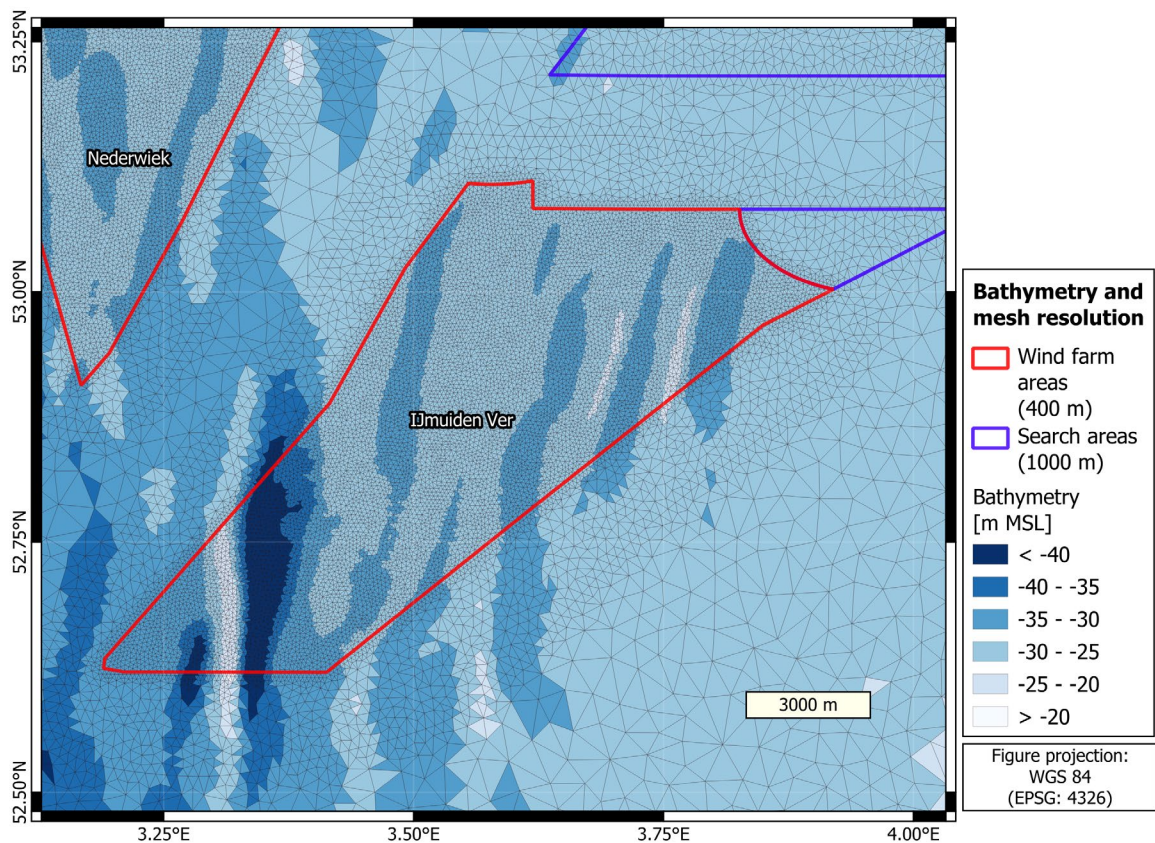 53.25°N
53.00°N
52.75°N
52.50°N
Nederwiek
IJmuiden Ver
3000 m
3.25°E
3.50°E
3.75°E
4.00°E
Bathymetry and
mesh resolution
Wind farm
areas
(400 m)
Search areas
(1000 m)
Bathymetry
[m MSL]
< -40
-40 - -35
-35 - -30
-30 - -25
-25 - -20
> -20
Figure projection:
WGS 84
(EPSG: 4326)